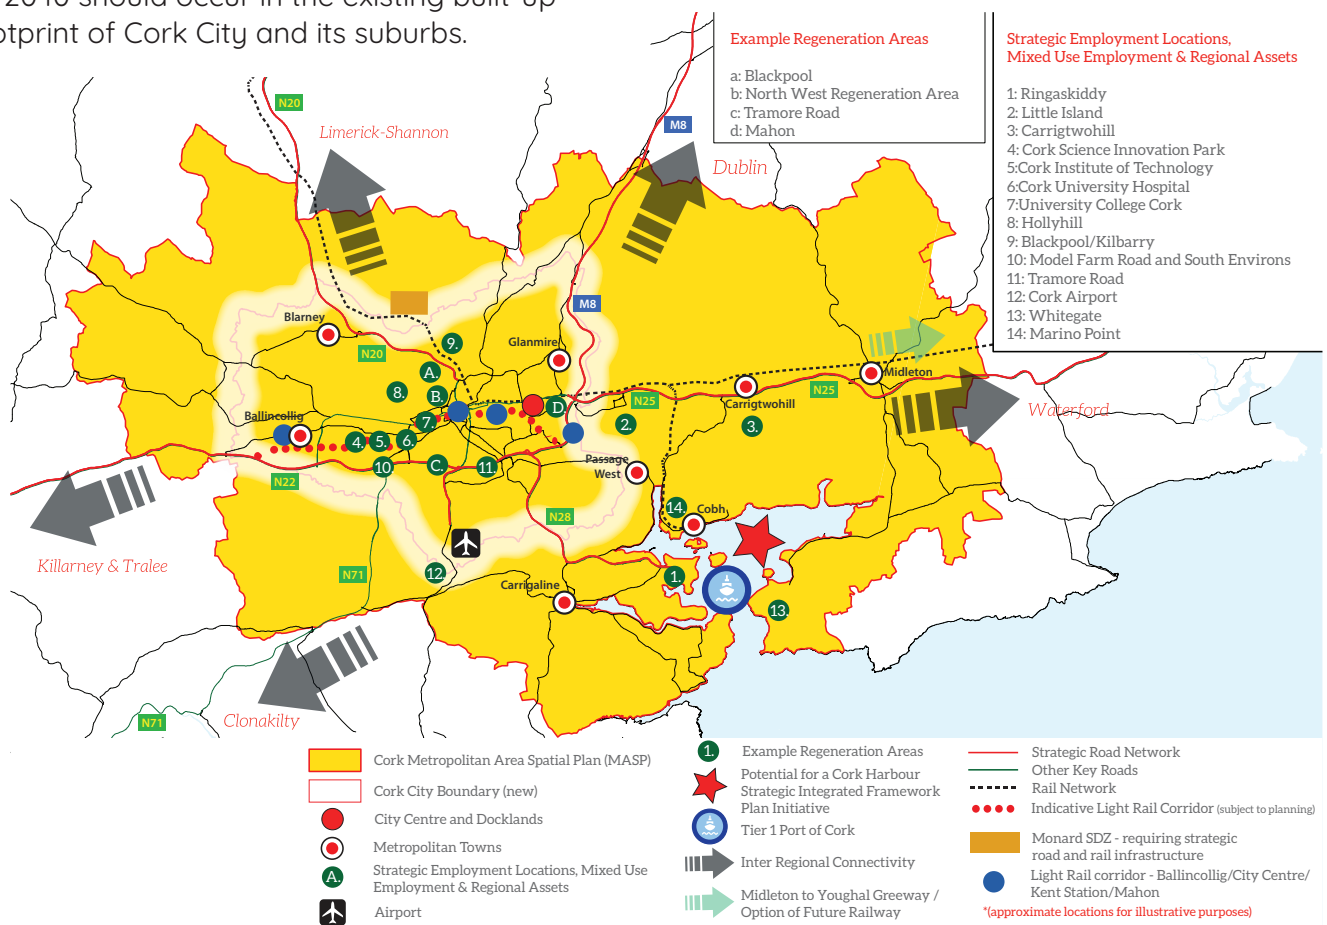 otprint of Cork City and its suburbs.
Example Regeneration Areas
a: Blackpool
b: North West Regeneration Area
c: Tramore Road
d: Mahon
Strategic Employment Locations,
Mixed Use Employment & Regional Assets
1: Ringaskiddy
2: Little Island
3: Carrigtwohill
4: Cork Science Innovation Park
5:Cork Institute of Technology
6:Cork University Hospital
7:University College Cork
8: Hollyhill
9: Blackpool/Kilbarry
10: Model Farm Road and South Environs
11: Tramore Road
12: Cork Airport
13: Whitegate
14: Marino Point
N20
Limerick-Shannon
M8
Dublin
M8
Blarney
N20
9.
Glanmire
A.
8.
B.
Midleton
N25
N25
Carrigtwohill
Waterford
Ballincollig
D.
7.
2.
3.
4.
5.
6.
10
C.
11.
Passage
West
N22
14.
Cobh
N28
Killarney & Tralee
N71
12.
Carrigaline
1.
13.
N71
Clonakilty
Cork Metropolitan Area Spatial Plan (MASP)
Cork City Boundary (new)
City Centre and Docklands
Metropolitan Towns
A.
Strategic Employment Locations, Mixed Use
Employment & Regional Assets
Airport
1.
Example Regeneration Areas
Potential for a Cork Harbour
Strategic Integrated Framework
Plan Initiative
Tier 1 Port of Cork
Inter Regional Connectivity
Midleton to Youghal Greeway /
Option of Future Railway
Strategic Road Network
Other Key Roads
Rail Network
Indicative Light Rail Corridor (subject to planning)
Monard SDZ - requiring strategic
road and rail infrastructure
Light Rail corridor - Ballincollig/City Centre/
Kent Station/Mahon
*(approximate locations for illustrative purposes)